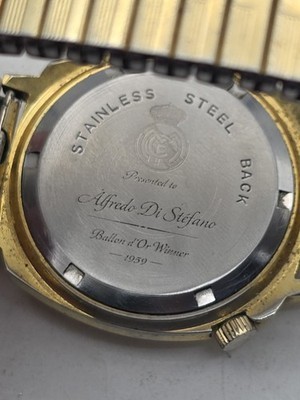 STAINLESS STEEL BACK
Presented to
Alfredo Di Stéfano
Ballon d'Or Winner
1959